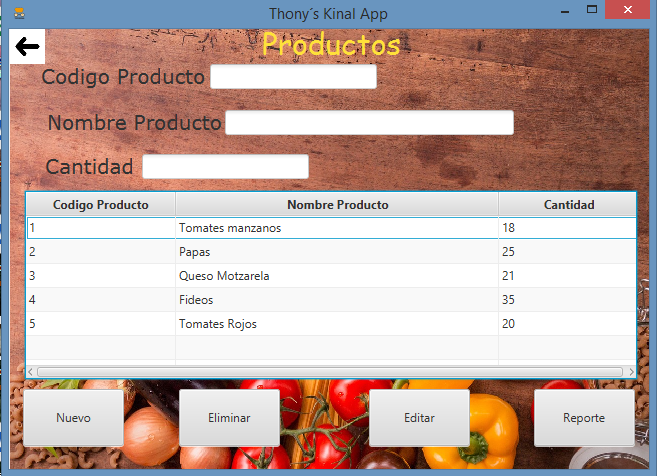 Thony´s Kinal App
Productos
Codigo Producto
Nombre Producto
Cantidad
Codigo Producto Nombre Producto Cantidad
1 Tomates manzanos 18
2 Papas 25
3 Queso Motzarela 21
4 Fideos 35
5 Tomates Rojos 20
Nuevo Eliminar Editar Reporte